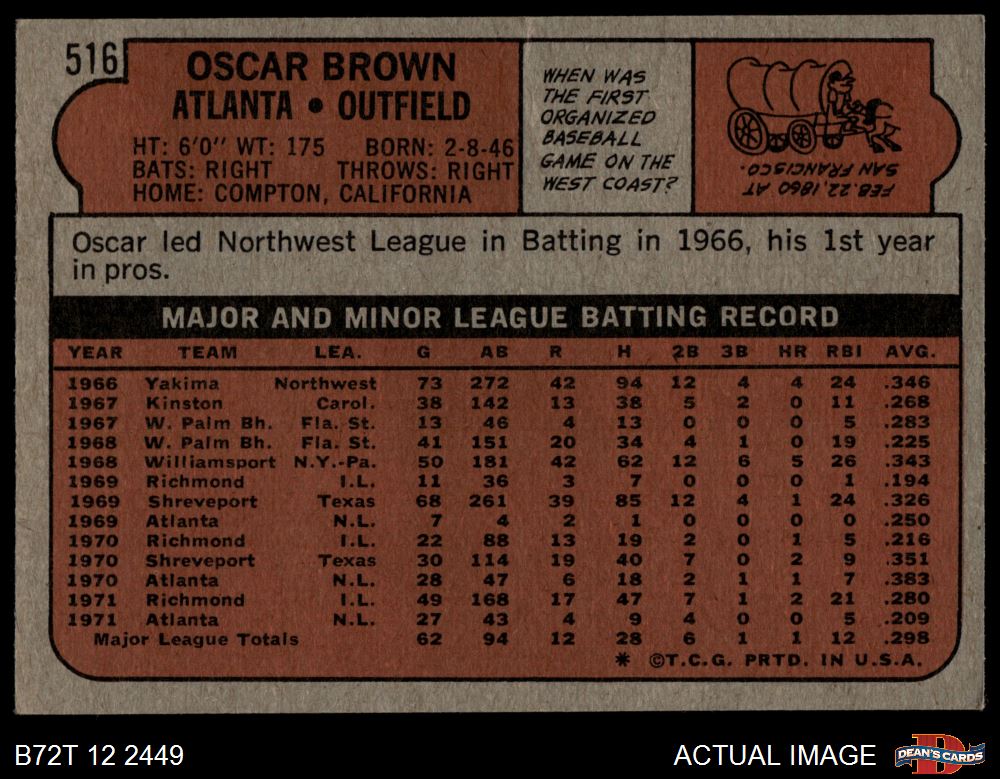 516
OSCAR BROWN
ATLANTA • OUTFIELD
HT: 6'0" WT: 175 BORN: 2-8-46
BATS: RIGHT THROWS: RIGHT
HOME: COMPTON, CALIFORNIA
WHEN WAS
THE FIRST
ORGANIZED
BASEBALL
GAME ON THE
WEST COAST?
FEB. 22, 1860 AT
SAN FRANCISCO.
Oscar led Northwest League in Batting in 1966, his 1st year
in pros.
MAJOR AND MINOR LEAGUE BATTING RECORD
YEAR TEAM LEA. G AB R H 2B 3B HR RBI AVG.
1966 Yakima Northwest 73 272 42 94 12 4 4 24 .346
1967 Kinston Carol. 38 142 13 38 5 2 0 11 .268
1967 W. Palm Bh. Fla. St. 13 46 4 13 0 0 0 5 .283
1968 W. Palm Bh. Fla. St. 41 151 20 34 4 1 0 19 .225
1968 Williamsport N.Y.-Pa. 50 181 42 62 12 6 5 26 .343
1969 Richmond I.L. 11 36 3 7 0 0 0 1 .194
1969 Shreveport Texas 68 261 39 85 12 4 1 24 .326
1969 Atlanta N.L. 7 4 2 1 0 0 0 0 .250
1970 Richmond I.L. 22 88 13 19 2 0 1 5 .216
1970 Shreveport Texas 30 114 19 40 7 0 2 9 .351
1970 Atlanta N.L. 28 47 6 18 2 1 1 7 .383
1971 Richmond I.L. 49 168 17 47 7 1 2 21 .280
1971 Atlanta N.L. 27 43 4 9 4 0 0 5 .209
Major League Totals 62 94 12 28 6 1 1 12 .298
* ©T.C.G. PRTD. IN U.S.A.
B72T 12 2449
ACTUAL IMAGE
D
DEAN'S CARDS